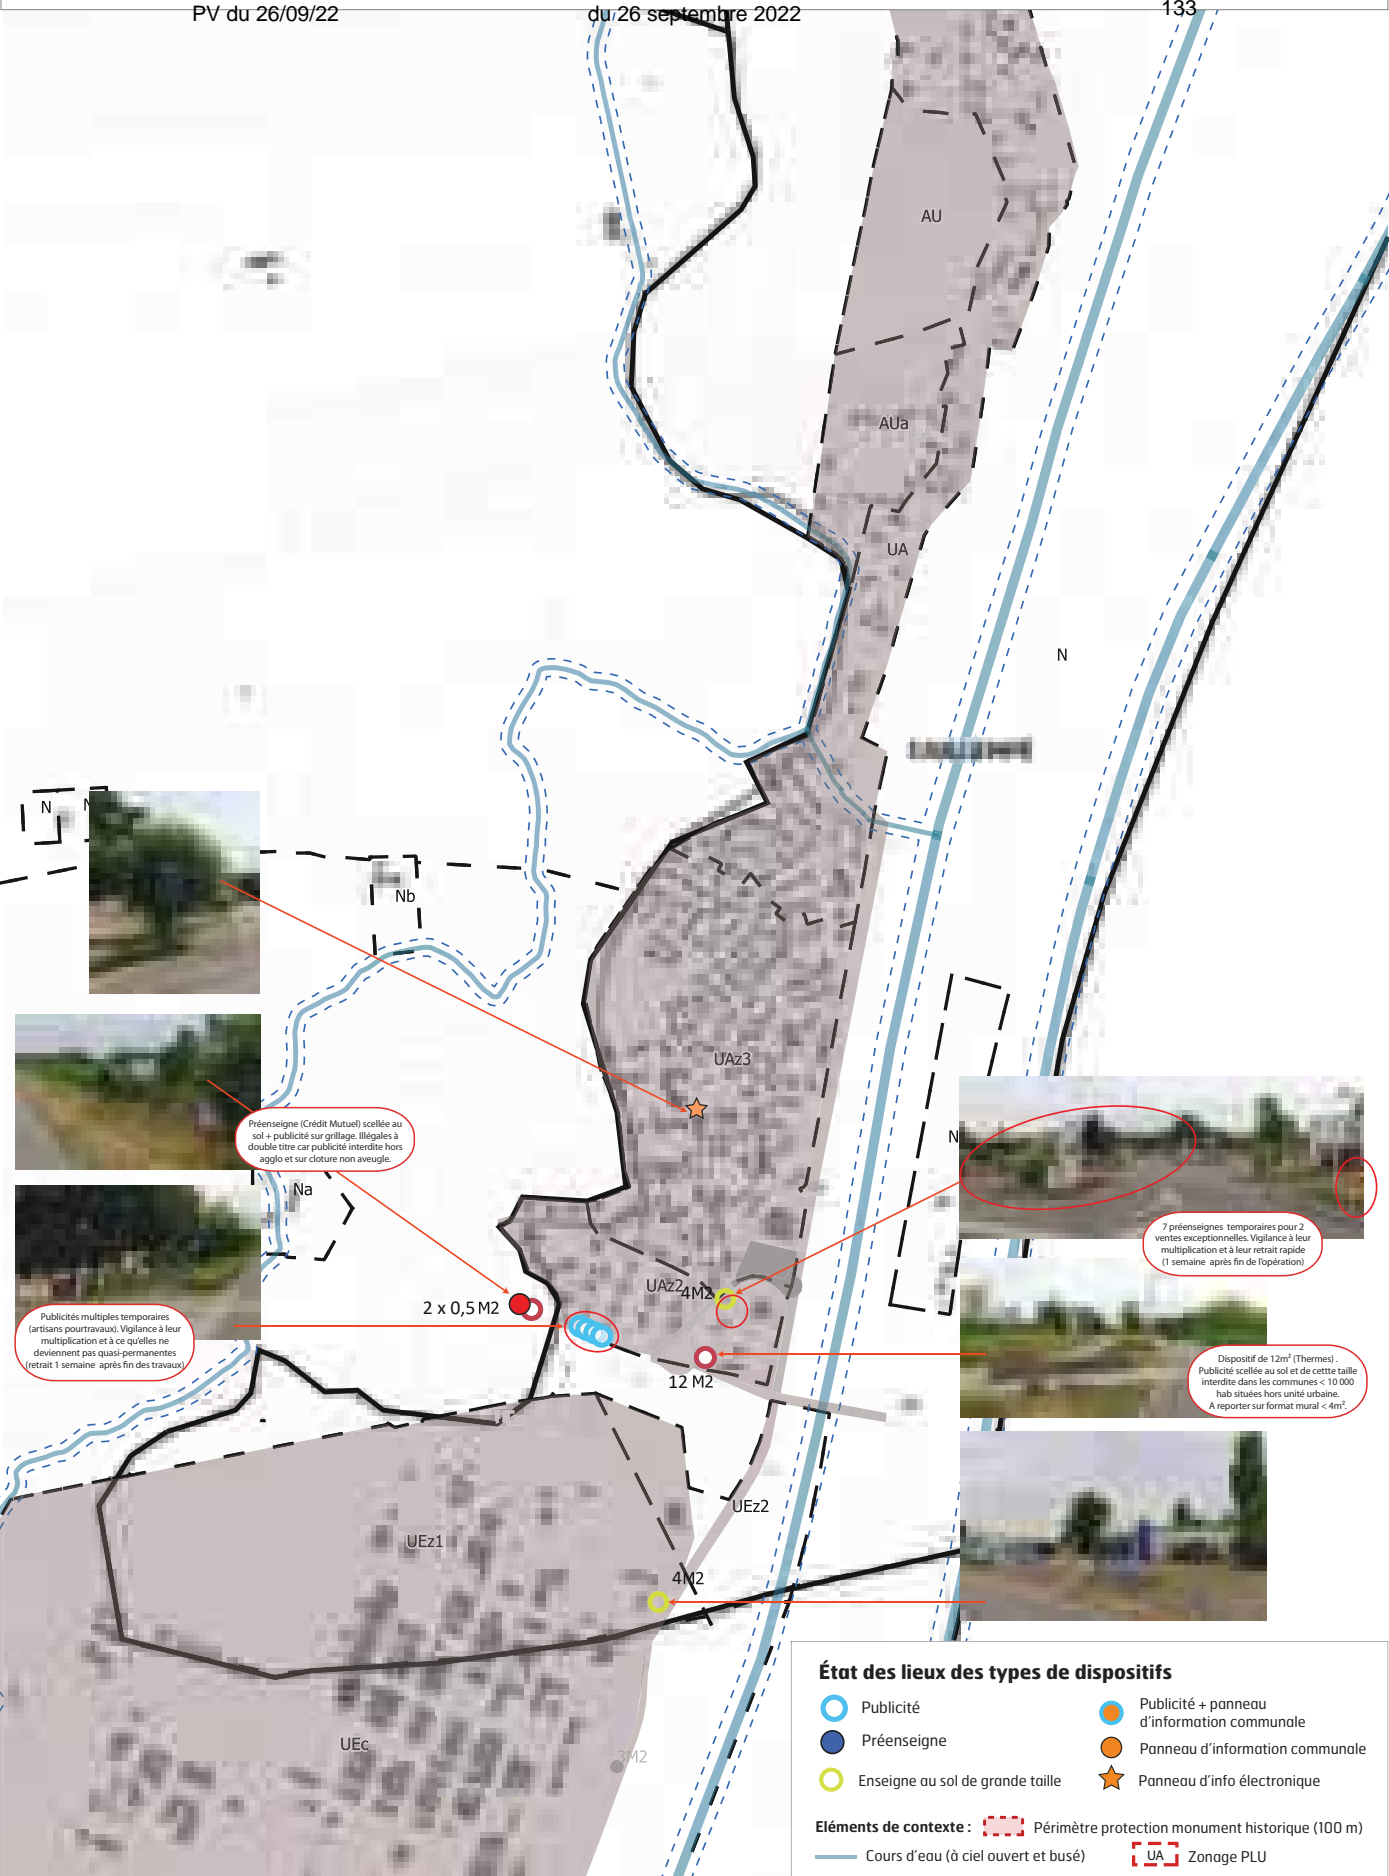 PV du 26/09/22
du 26 septembre 2022
133
AU
AUa
UA
N
N
Nb
UAz3
N
Préenseigne (Crédit Mutuel) scellée au
sol + publicité sur grillage. Illégales à
double titre car publicité interdite hors
agglo et sur cloture non aveugle.
Na
7 préenseignes temporaires pour 2
ventes exceptionnelles. Vigilance à leur
multiplication et à leur retrait rapide
(1 semaine après fin de l'opération)
UAz2
4M2
2 x 0,5 M2
Publicités multiples temporaires
(artisans pourtravaux). Vigilance à leur
multiplication et à ce qu'elles ne
deviennent pas quasi-permanentes
(retrait 1 semaine après fin des travaux)
12 M2
Dispositif de 12m² (Thermes) .
Publicité scellée au sol et de cettte taille
interdite dans les communes < 10 000
hab situées hors unité urbaine.
A reporter sur format mural < 4m².
UEz2
UEz1
4M2
UEc
3M2
État des lieux des types de dispositifs
Publicité
Préenseigne
Enseigne au sol de grande taille
Publicité + panneau
d'information communale
Panneau d'information communale
Panneau d'info électronique
Eléments de contexte :
Périmètre protection monument historique (100 m)
Cours d'eau (à ciel ouvert et busé)
UA
Zonage PLU